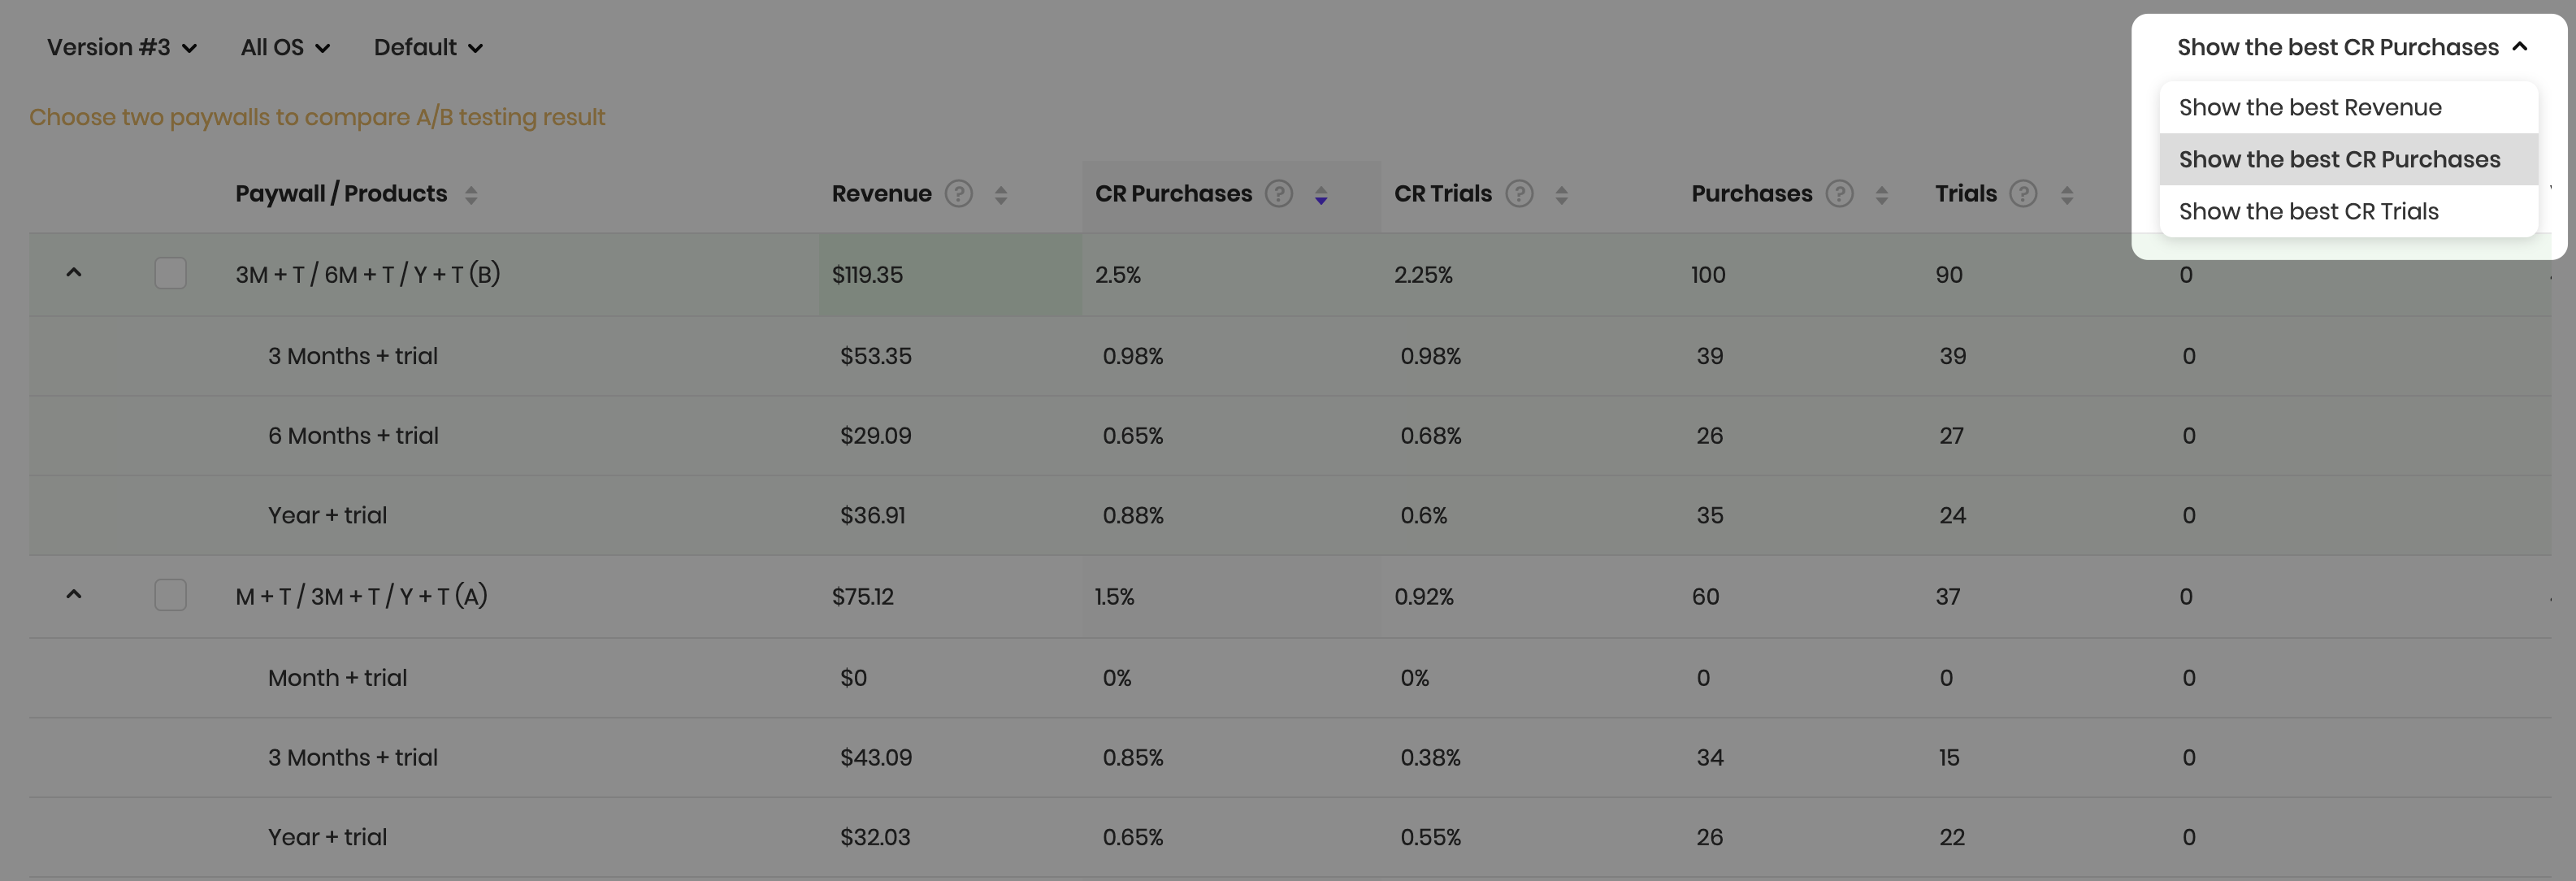 Version #3 All OS Default Show the best CR Purchases
Show the best Revenue
Show the best CR Purchases
Show the best CR Trials
Choose two paywalls to compare A/B testing result
Paywall / Products Revenue ? CR Purchases ? CR Trials ? Purchases ? Trials ?
3M + T / 6M + T / Y + T (B) $119.35 2.5% 2.25% 100 90 0
3 Months + trial $53.35 0.98% 0.98% 39 39 0
6 Months + trial $29.09 0.65% 0.68% 26 27 0
Year + trial $36.91 0.88% 0.6% 35 24 0
M + T / 3M + T / Y + T (A) $75.12 1.5% 0.92% 60 37 0
Month + trial $0 0% 0% 0 0 0
3 Months + trial $43.09 0.85% 0.38% 34 15 0
Year + trial $32.03 0.65% 0.55% 26 22 0